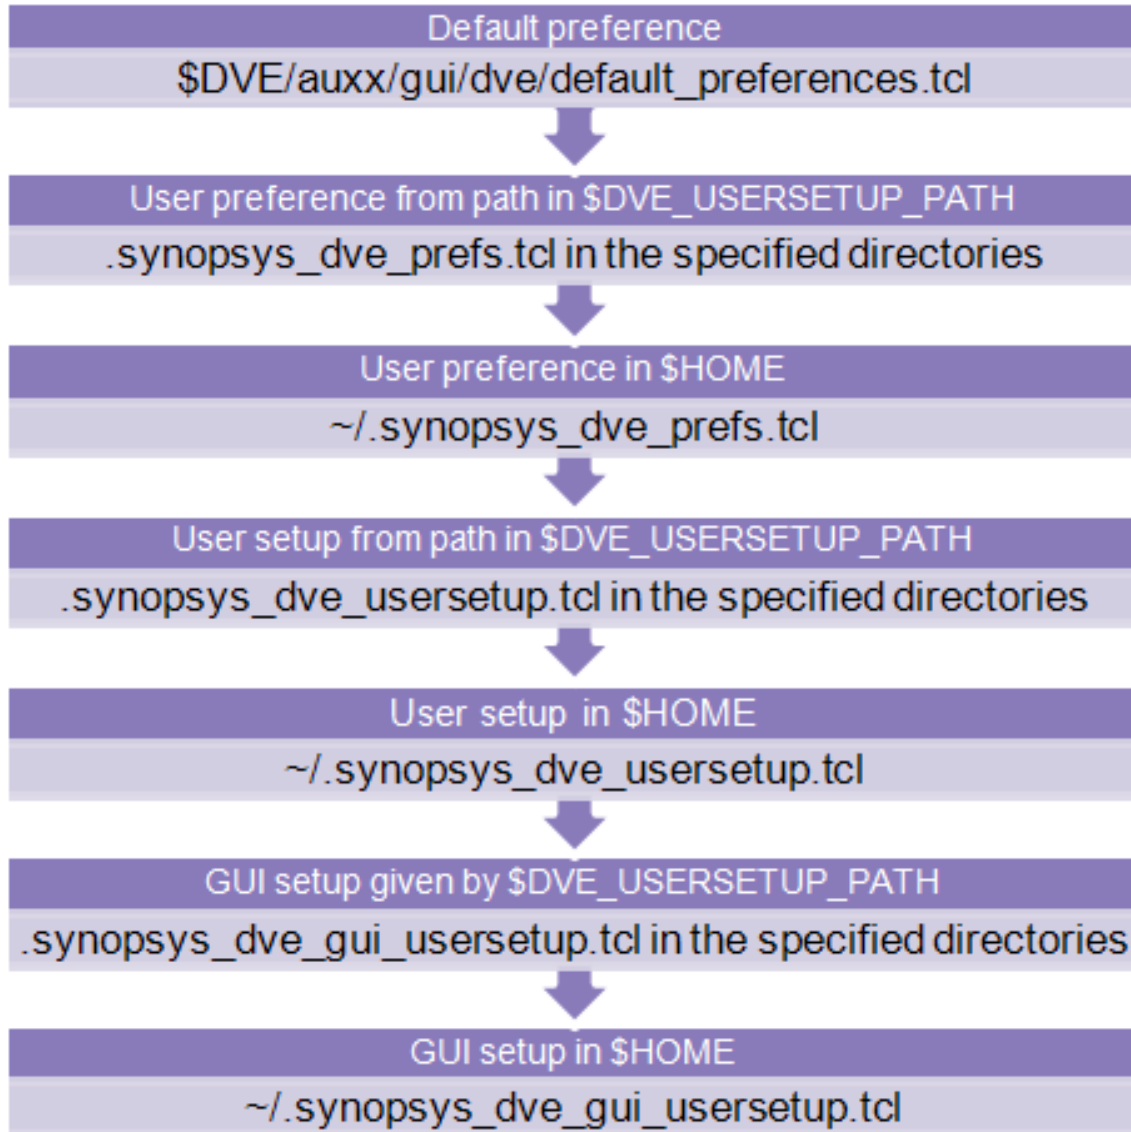 Default preference
$DVE/auxx/gui/dve/default_preferences.tcl
User preference from path in $DVE_USERSETUP_PATH
.synopsys_dve_prefs.tcl in the specified directories
User preference in $HOME
~/.synopsys_dve_prefs.tcl
User setup from path in $DVE_USERSETUP_PATH
.synopsys_dve_usersetup.tcl in the specified directories
User setup in $HOME
~/.synopsys_dve_usersetup.tcl
GUI setup given by $DVE_USERSETUP_PATH
.synopsys_dve_gui_usersetup.tcl in the specified directories
GUI setup in $HOME
~/.synopsys_dve_gui_usersetup.tcl